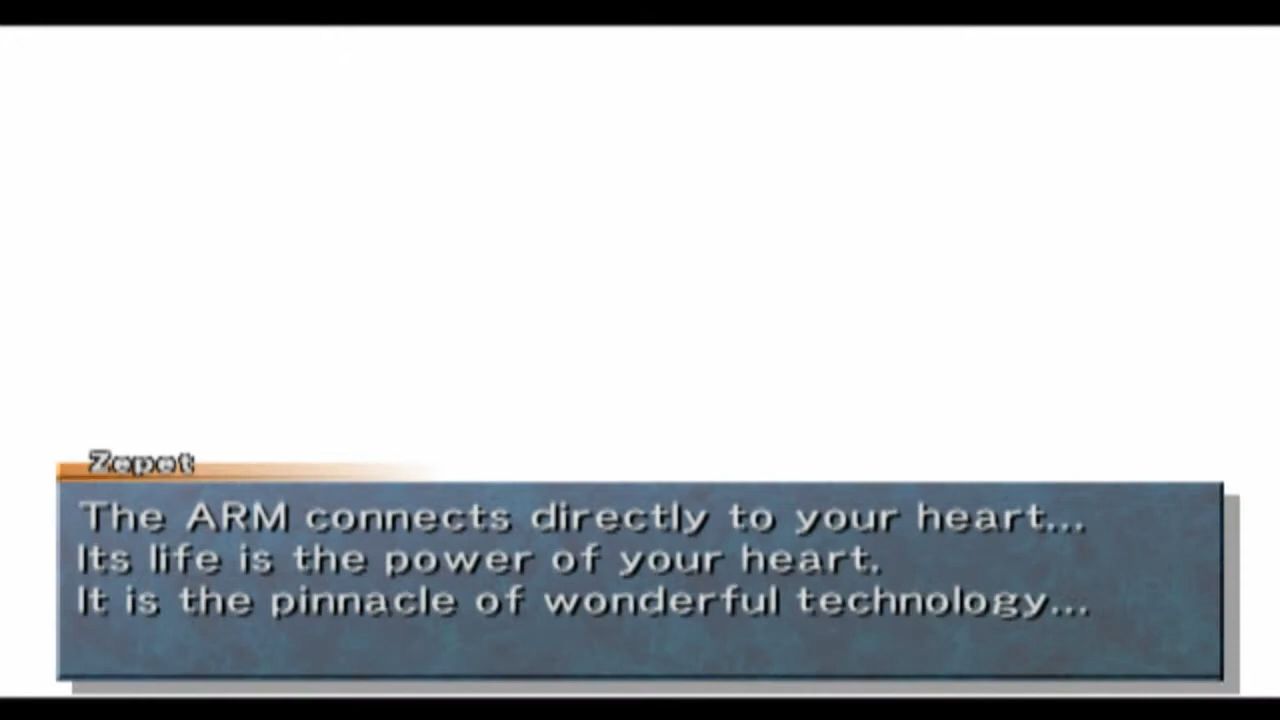 Zepet
The ARM connects directly to your heart...
Its life is the power of your heart.
It is the pinnacle of wonderful technology...